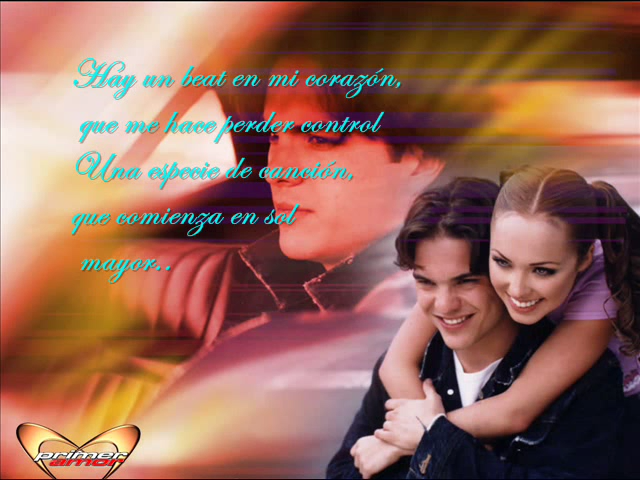 Hay un beat en mi corazón,
que me hace perder control
Una especie de canción,
que comienza en sol
mayor..
primer
amor